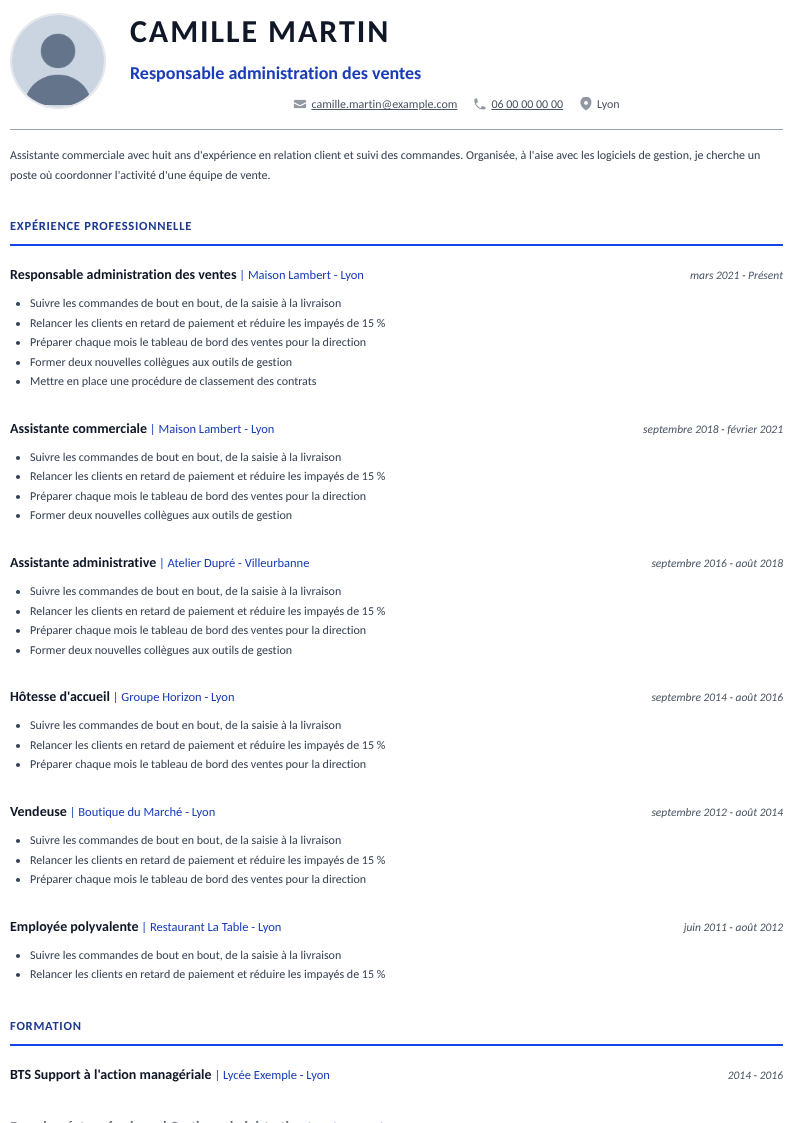 CAMILLE MARTIN
Responsable administration des ventes
camille.martin@example.com 06 00 00 00 00 Lyon
Assistante commerciale avec huit ans d'expérience en relation client et suivi des commandes. Organisée, à l'aise avec les logiciels de gestion, je cherche un
poste où coordonner l'activité d'une équipe de vente.
EXPÉRIENCE PROFESSIONNELLE
Responsable administration des ventes | Maison Lambert - Lyon mars 2021 - Présent
• Suivre les commandes de bout en bout, de la saisie à la livraison
• Relancer les clients en retard de paiement et réduire les impayés de 15 %
• Préparer chaque mois le tableau de bord des ventes pour la direction
• Former deux nouvelles collègues aux outils de gestion
• Mettre en place une procédure de classement des contrats
Assistante commerciale | Maison Lambert - Lyon septembre 2018 - février 2021
• Suivre les commandes de bout en bout, de la saisie à la livraison
• Relancer les clients en retard de paiement et réduire les impayés de 15 %
• Préparer chaque mois le tableau de bord des ventes pour la direction
• Former deux nouvelles collègues aux outils de gestion
Assistante administrative | Atelier Dupré - Villeurbanne septembre 2016 - août 2018
• Suivre les commandes de bout en bout, de la saisie à la livraison
• Relancer les clients en retard de paiement et réduire les impayés de 15 %
• Préparer chaque mois le tableau de bord des ventes pour la direction
• Former deux nouvelles collègues aux outils de gestion
Hôtesse d'accueil | Groupe Horizon - Lyon septembre 2014 - août 2016
• Suivre les commandes de bout en bout, de la saisie à la livraison
• Relancer les clients en retard de paiement et réduire les impayés de 15 %
• Préparer chaque mois le tableau de bord des ventes pour la direction
Vendeuse | Boutique du Marché - Lyon septembre 2012 - août 2014
• Suivre les commandes de bout en bout, de la saisie à la livraison
• Relancer les clients en retard de paiement et réduire les impayés de 15 %
• Préparer chaque mois le tableau de bord des ventes pour la direction
Employée polyvalente | Restaurant La Table - Lyon juin 2011 - août 2012
• Suivre les commandes de bout en bout, de la saisie à la livraison
• Relancer les clients en retard de paiement et réduire les impayés de 15 %
FORMATION
BTS Support à l'action managériale | Lycée Exemple - Lyon 2014 - 2016